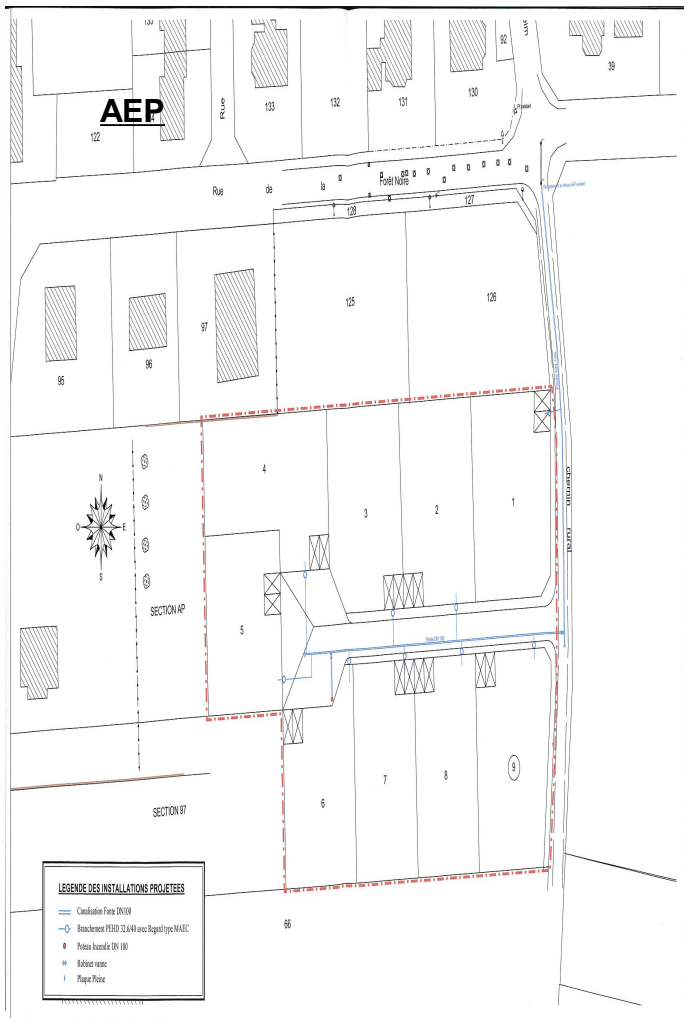 AEP
133
122
Rue
133
132
131
130
92
39
PI existant
Rue de la Forêt Noire
128
127
125
126
97
96
95
4
3
2
1
chemin rural
N
O
E
S
5
SECTION AP
Fonte DN 100
6
7
8
9
SECTION 97
66
LEGENDE DES INSTALLATIONS PROJETEES
Canalisation Fonte DN100
Branchement PEHD 32.6/40 avec Regard type MAEC
Poteau Incendie DN 100
Robinet vanne
Plaque Pleine